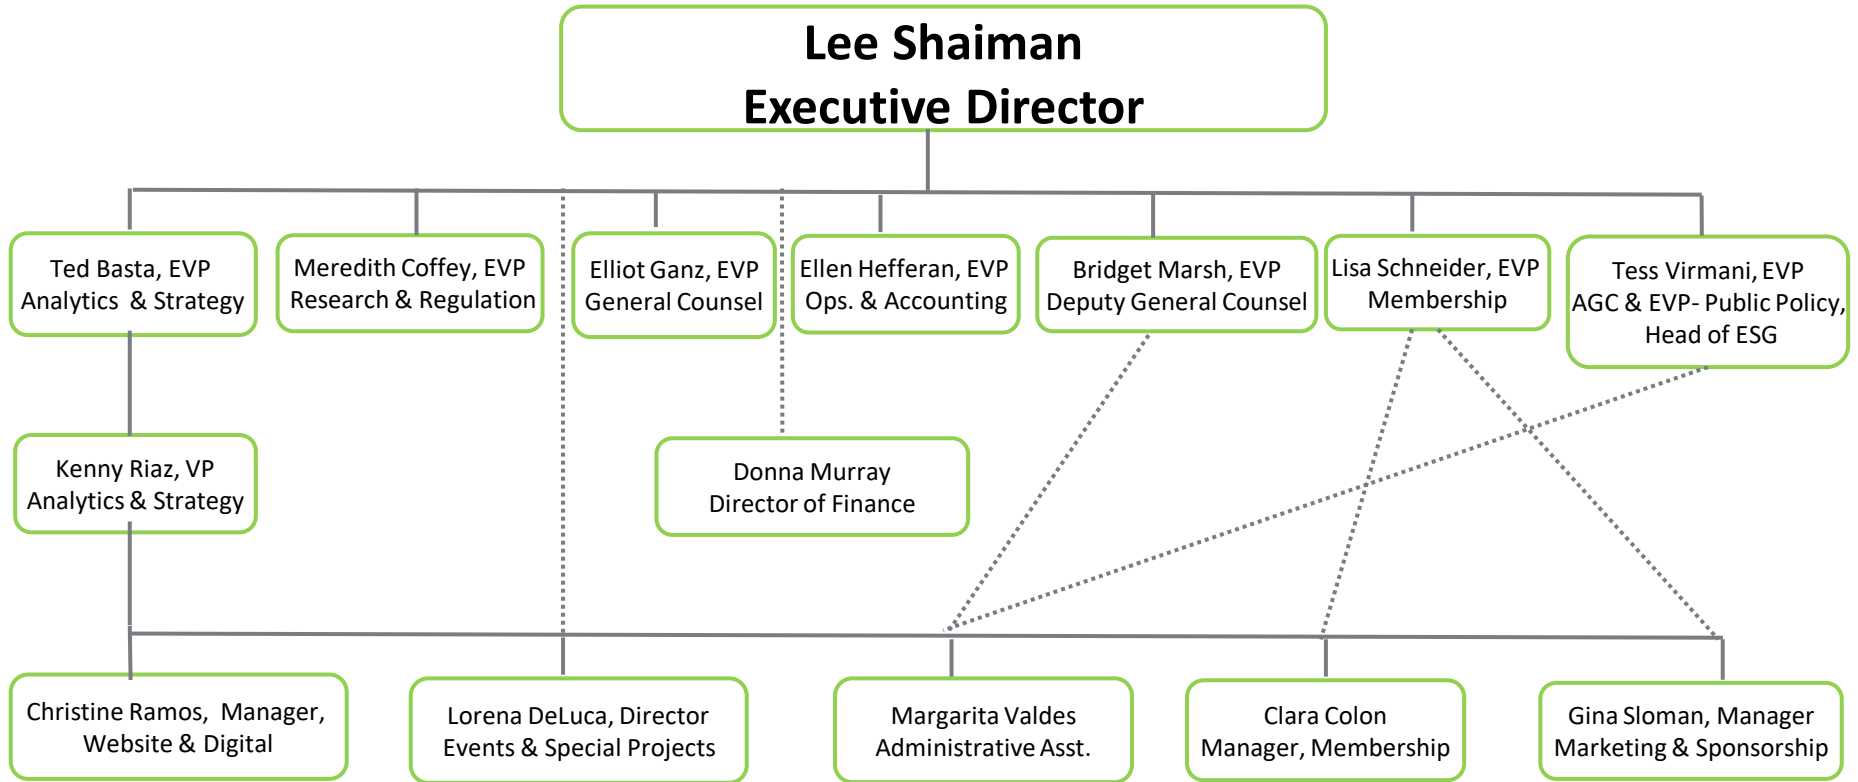 Lee Shaiman
Executive Director
Ted Basta, EVP
Analytics & Strategy
Meredith Coffey, EVP
Research & Regulation
Elliot Ganz, EVP
General Counsel
Ellen Hefferan, EVP
Ops. & Accounting
Bridget Marsh, EVP
Deputy General Counsel
Lisa Schneider, EVP
Membership
Tess Virmani, EVP
AGC & EVP- Public Policy,
Head of ESG
Kenny Riaz, VP
Analytics & Strategy
Donna Murray
Director of Finance
Christine Ramos, Manager,
Website & Digital
Lorena DeLuca, Director
Events & Special Projects
Margarita Valdes
Administrative Asst.
Clara Colon
Manager, Membership
Gina Sloman, Manager
Marketing & Sponsorship